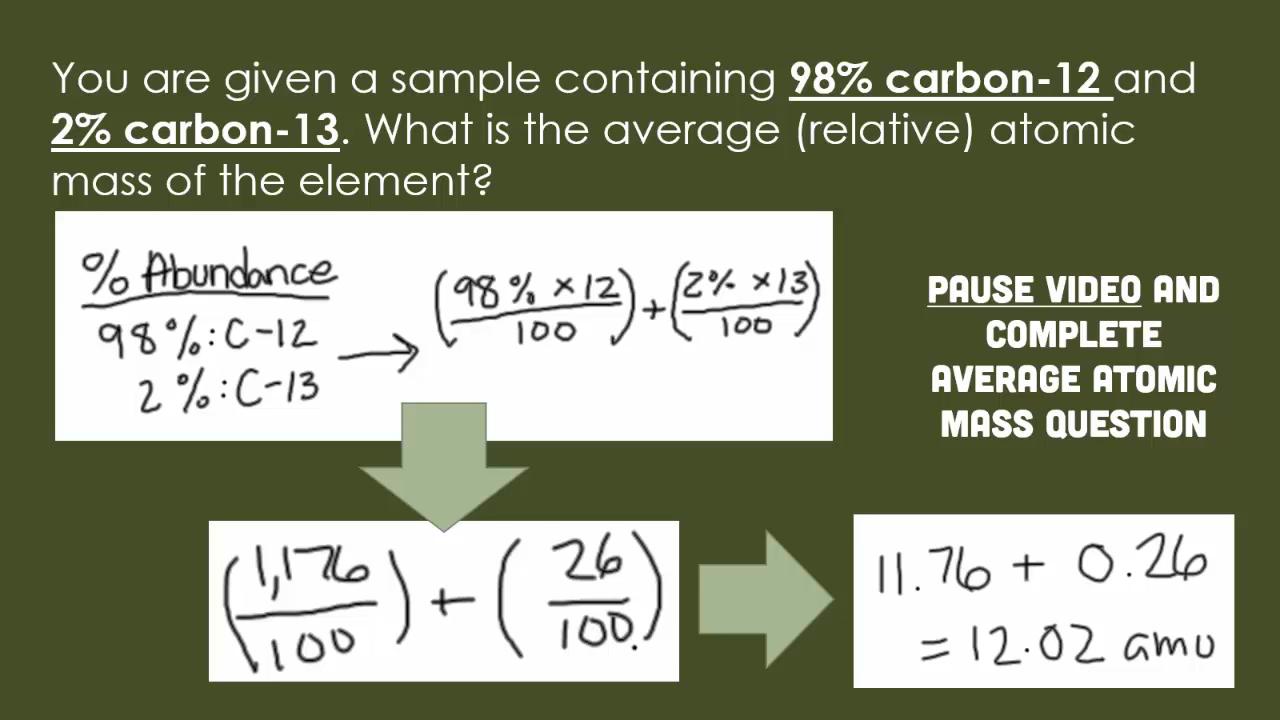 You are given a sample containing 98% carbon-12 and
2% carbon-13. What is the average (relative) atomic
mass of the element?
% Abundance
98%: C-12
2%: C-13
(98% x 12 / 100) + (2% x 13 / 100)
PAUSE VIDEO AND
COMPLETE
AVERAGE ATOMIC
MASS QUESTION
(1,176 / 100) + (26 / 100)
11.76 + 0.26
= 12.02 amu